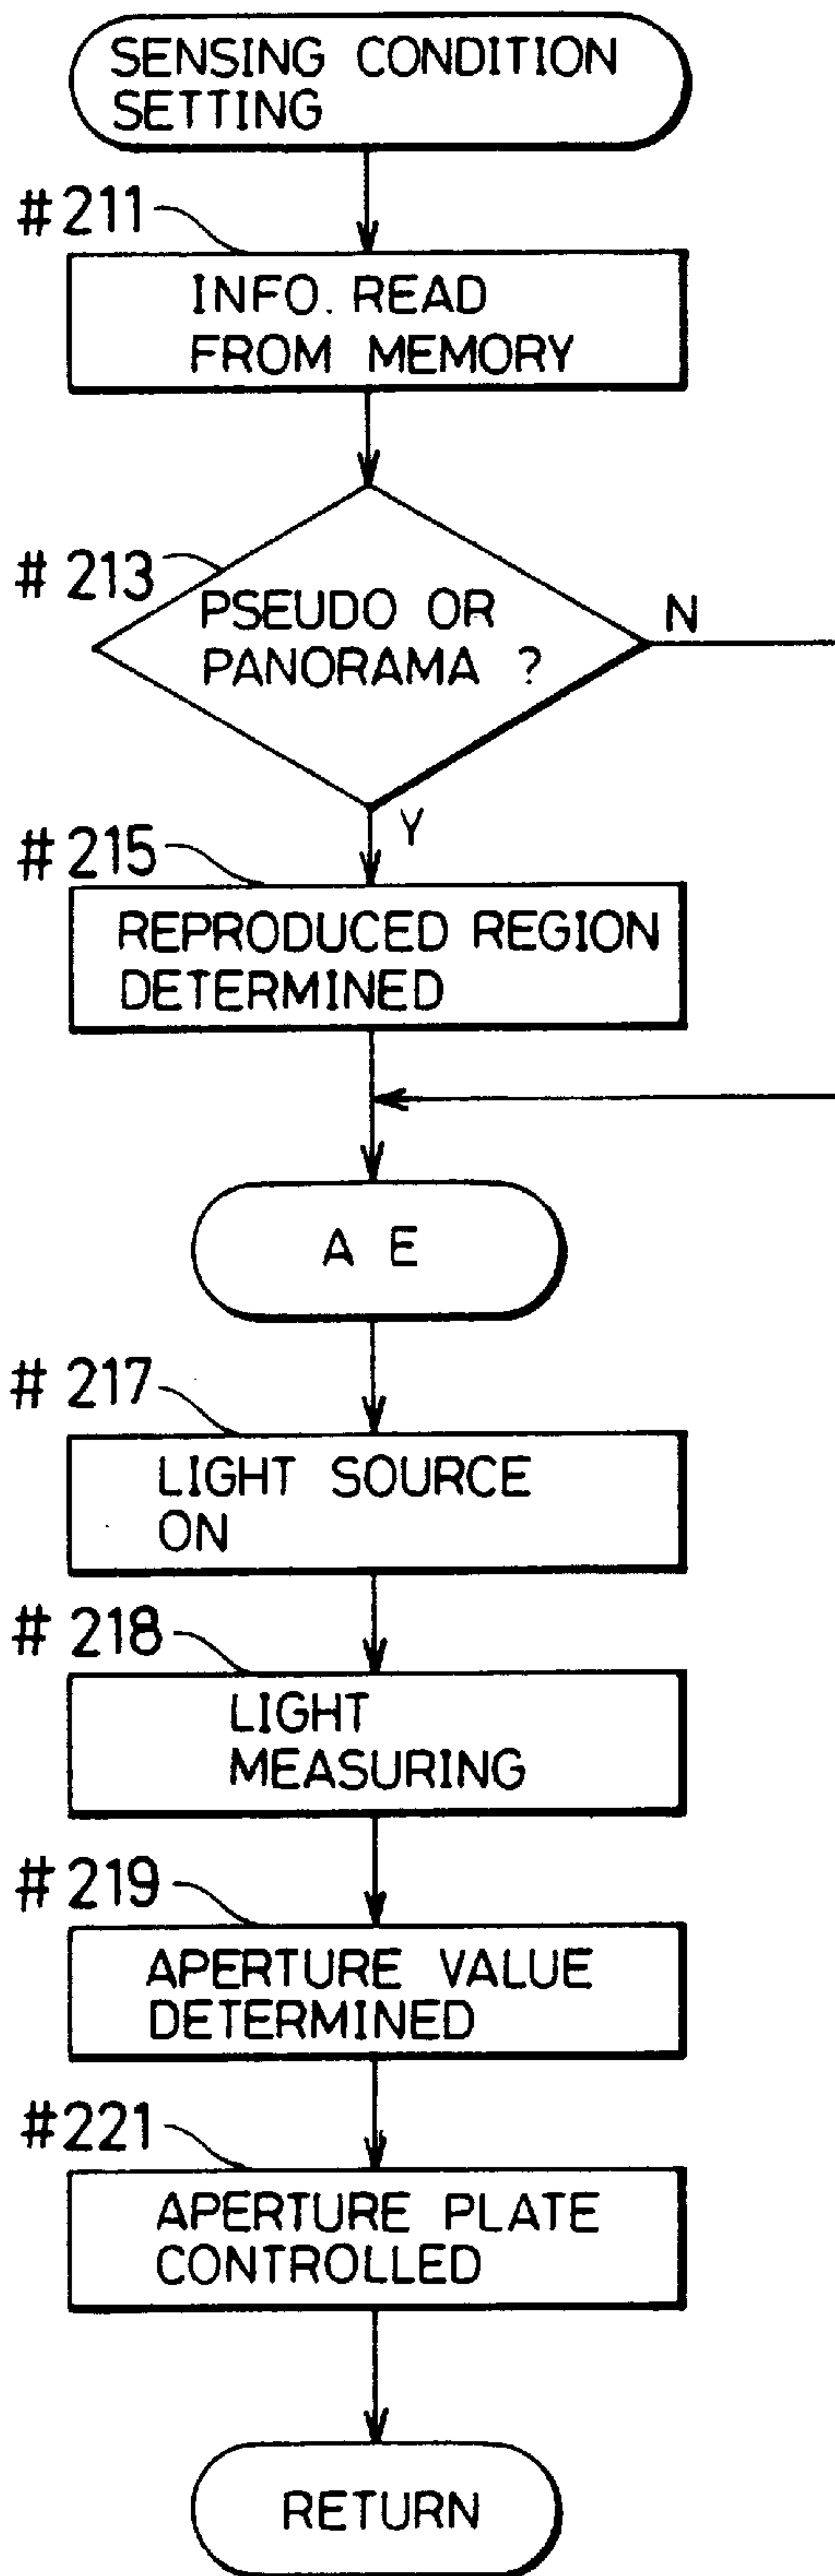 SENSING CONDITION
SETTING
#211
INFO. READ
FROM MEMORY
#213
PSEUDO OR
PANORAMA ?
N
Y
#215
REPRODUCED REGION
DETERMINED
A E
#217
LIGHT SOURCE
ON
#218
LIGHT
MEASURING
#219
APERTURE VALUE
DETERMINED
#221
APERTURE PLATE
CONTROLLED
RETURN